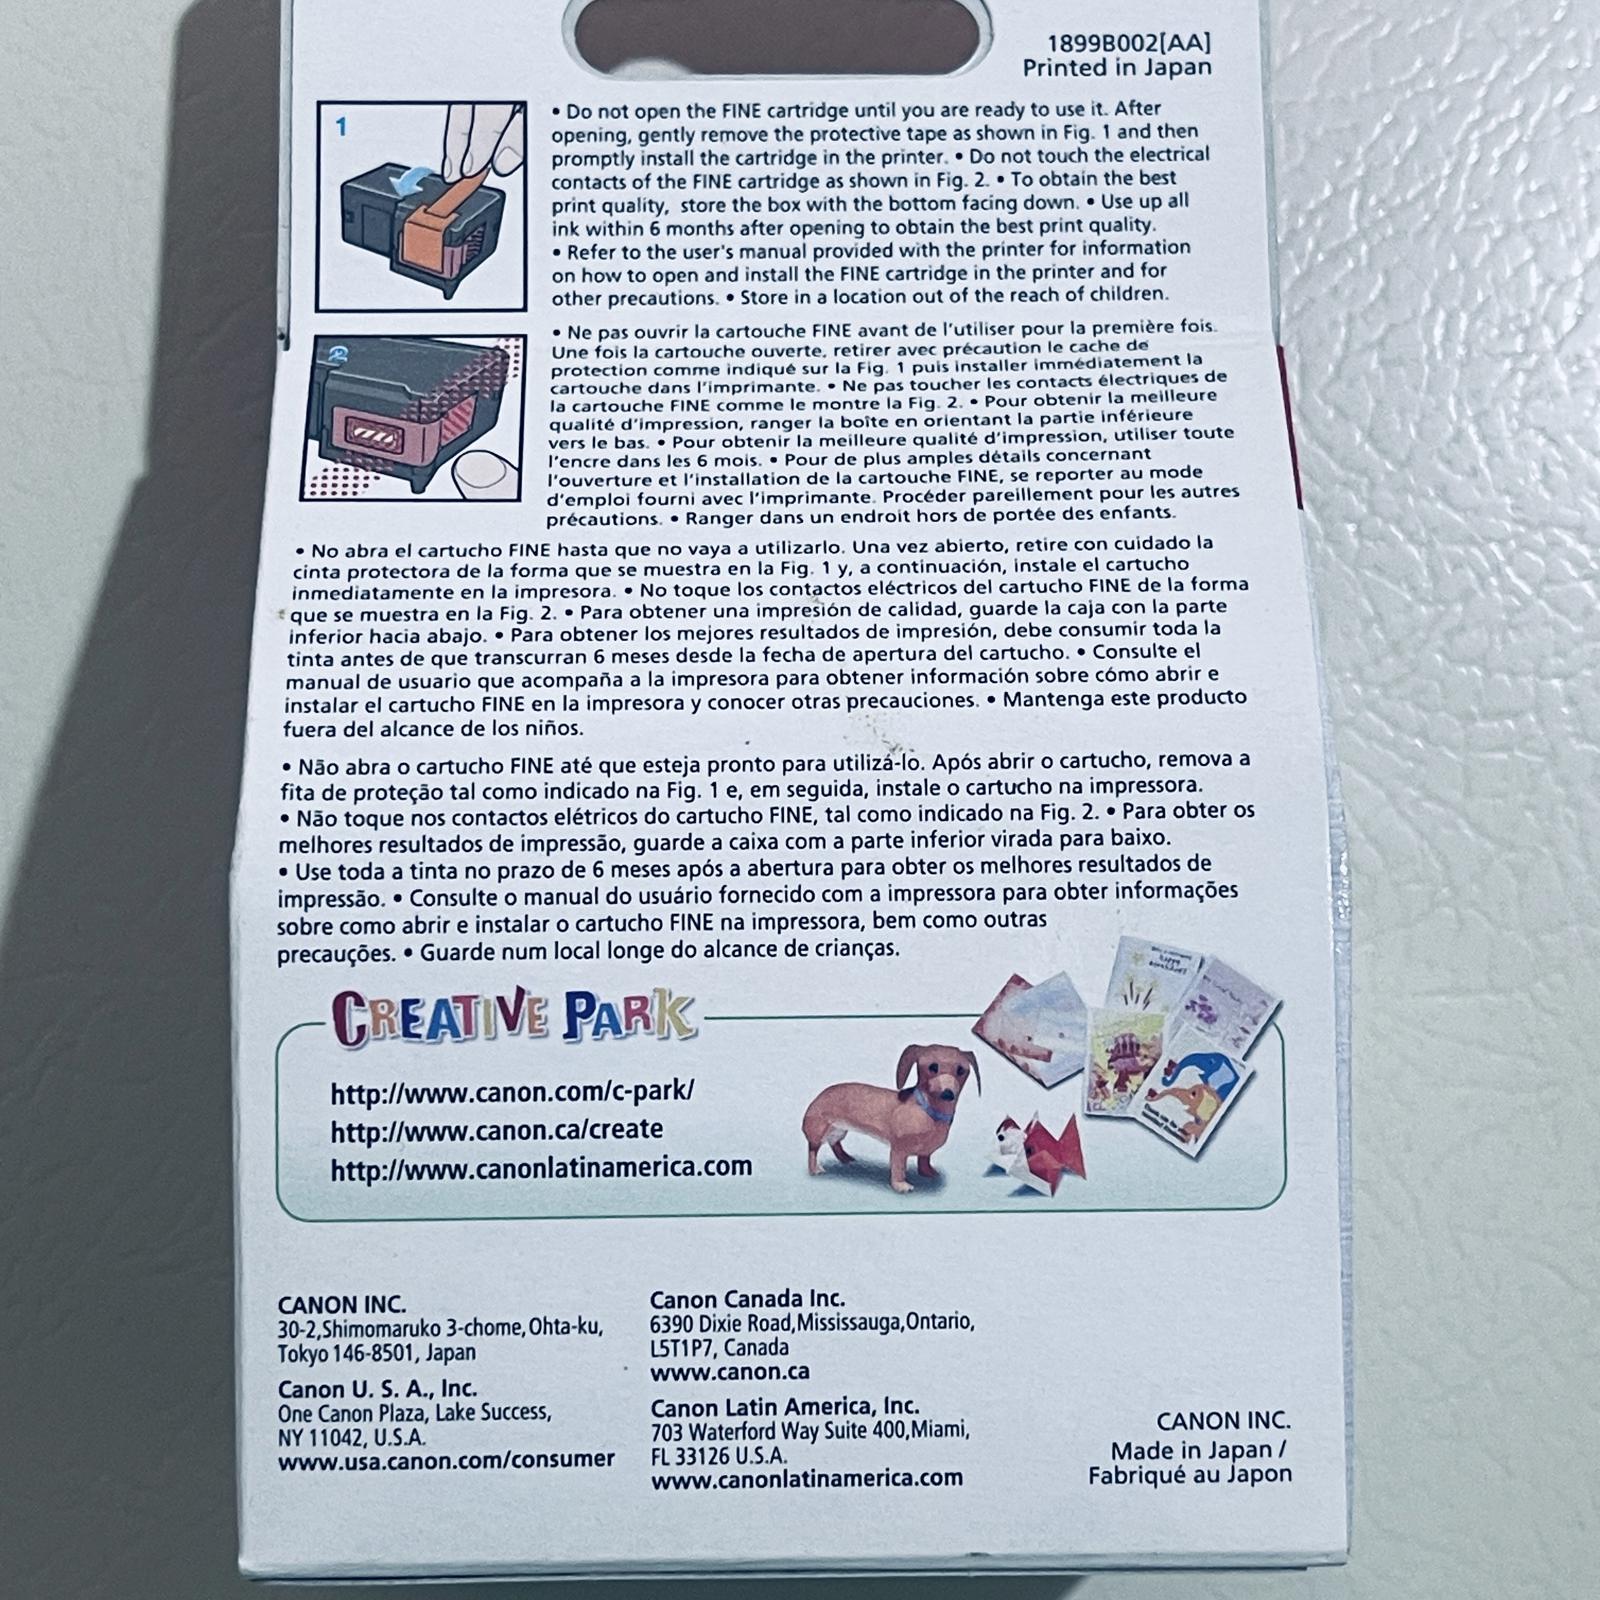 1899B002[AA]
Printed in Japan
1
• Do not open the FINE cartridge until you are ready to use it. After
opening, gently remove the protective tape as shown in Fig. 1 and then
promptly install the cartridge in the printer. • Do not touch the electrical
contacts of the FINE cartridge as shown in Fig. 2. • To obtain the best
print quality, store the box with the bottom facing down. • Use up all
ink within 6 months after opening to obtain the best print quality.
• Refer to the user's manual provided with the printer for information
on how to open and install the FINE cartridge in the printer and for
other precautions. • Store in a location out of the reach of children.
2
• Ne pas ouvrir la cartouche FINE avant de l'utiliser pour la première fois.
Une fois la cartouche ouverte, retirer avec précaution le cache de
protection comme indiqué sur la Fig. 1 puis installer immédiatement la
cartouche dans l'imprimante. • Ne pas toucher les contacts électriques de
la cartouche FINE comme le montre la Fig. 2. • Pour obtenir la meilleure
qualité d'impression, ranger la boîte en orientant la partie inférieure
vers le bas. • Pour obtenir la meilleure qualité d'impression, utiliser toute
l'encre dans les 6 mois. • Pour de plus amples détails concernant
l'ouverture et l'installation de la cartouche FINE, se reporter au mode
d'emploi fourni avec l'imprimante. Procéder pareillement pour les autres
précautions. • Ranger dans un endroit hors de portée des enfants.
• No abra el cartucho FINE hasta que no vaya a utilizarlo. Una vez abierto, retire con cuidado la
cinta protectora de la forma que se muestra en la Fig. 1 y, a continuación, instale el cartucho
inmediatamente en la impresora. • No toque los contactos eléctricos del cartucho FINE de la forma
que se muestra en la Fig. 2. • Para obtener una impresión de calidad, guarde la caja con la parte
inferior hacia abajo. • Para obtener los mejores resultados de impresión, debe consumir toda la
tinta antes de que transcurran 6 meses desde la fecha de apertura del cartucho. • Consulte el
manual de usuario que acompaña a la impresora para obtener información sobre cómo abrir e
instalar el cartucho FINE en la impresora y conocer otras precauciones. • Mantenga este producto
fuera del alcance de los niños.
• Não abra o cartucho FINE até que esteja pronto para utilizá-lo. Após abrir o cartucho, remova a
fita de proteção tal como indicado na Fig. 1 e, em seguida, instale o cartucho na impressora.
• Não toque nos contactos elétricos do cartucho FINE, tal como indicado na Fig. 2. • Para obter os
melhores resultados de impressão, guarde a caixa com a parte inferior virada para baixo.
• Use toda a tinta no prazo de 6 meses após a abertura para obter os melhores resultados de
impressão. • Consulte o manual do usuário fornecido com a impressora para obter informações
sobre como abrir e instalar o cartucho FINE na impressora, bem como outras
precauções. • Guarde num local longe do alcance de crianças.
CREATIVE PARK
http://www.canon.com/c-park/
http://www.canon.ca/create
http://www.canonlatinamerica.com
CANON INC.
30-2,Shimomaruko 3-chome,Ohta-ku,
Tokyo 146-8501, Japan
Canon U. S. A., Inc.
One Canon Plaza, Lake Success,
NY 11042, U.S.A.
www.usa.canon.com/consumer
Canon Canada Inc.
6390 Dixie Road,Mississauga,Ontario,
L5T1P7, Canada
www.canon.ca
Canon Latin America, Inc.
703 Waterford Way Suite 400,Miami,
FL 33126 U.S.A.
www.canonlatinamerica.com
CANON INC.
Made in Japan /
Fabriqué au Japon